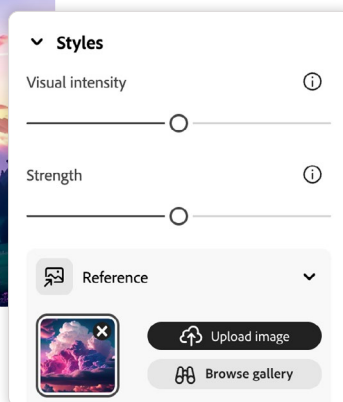 Styles
Visual intensity
Strength
Reference
Upload image
Browse gallery